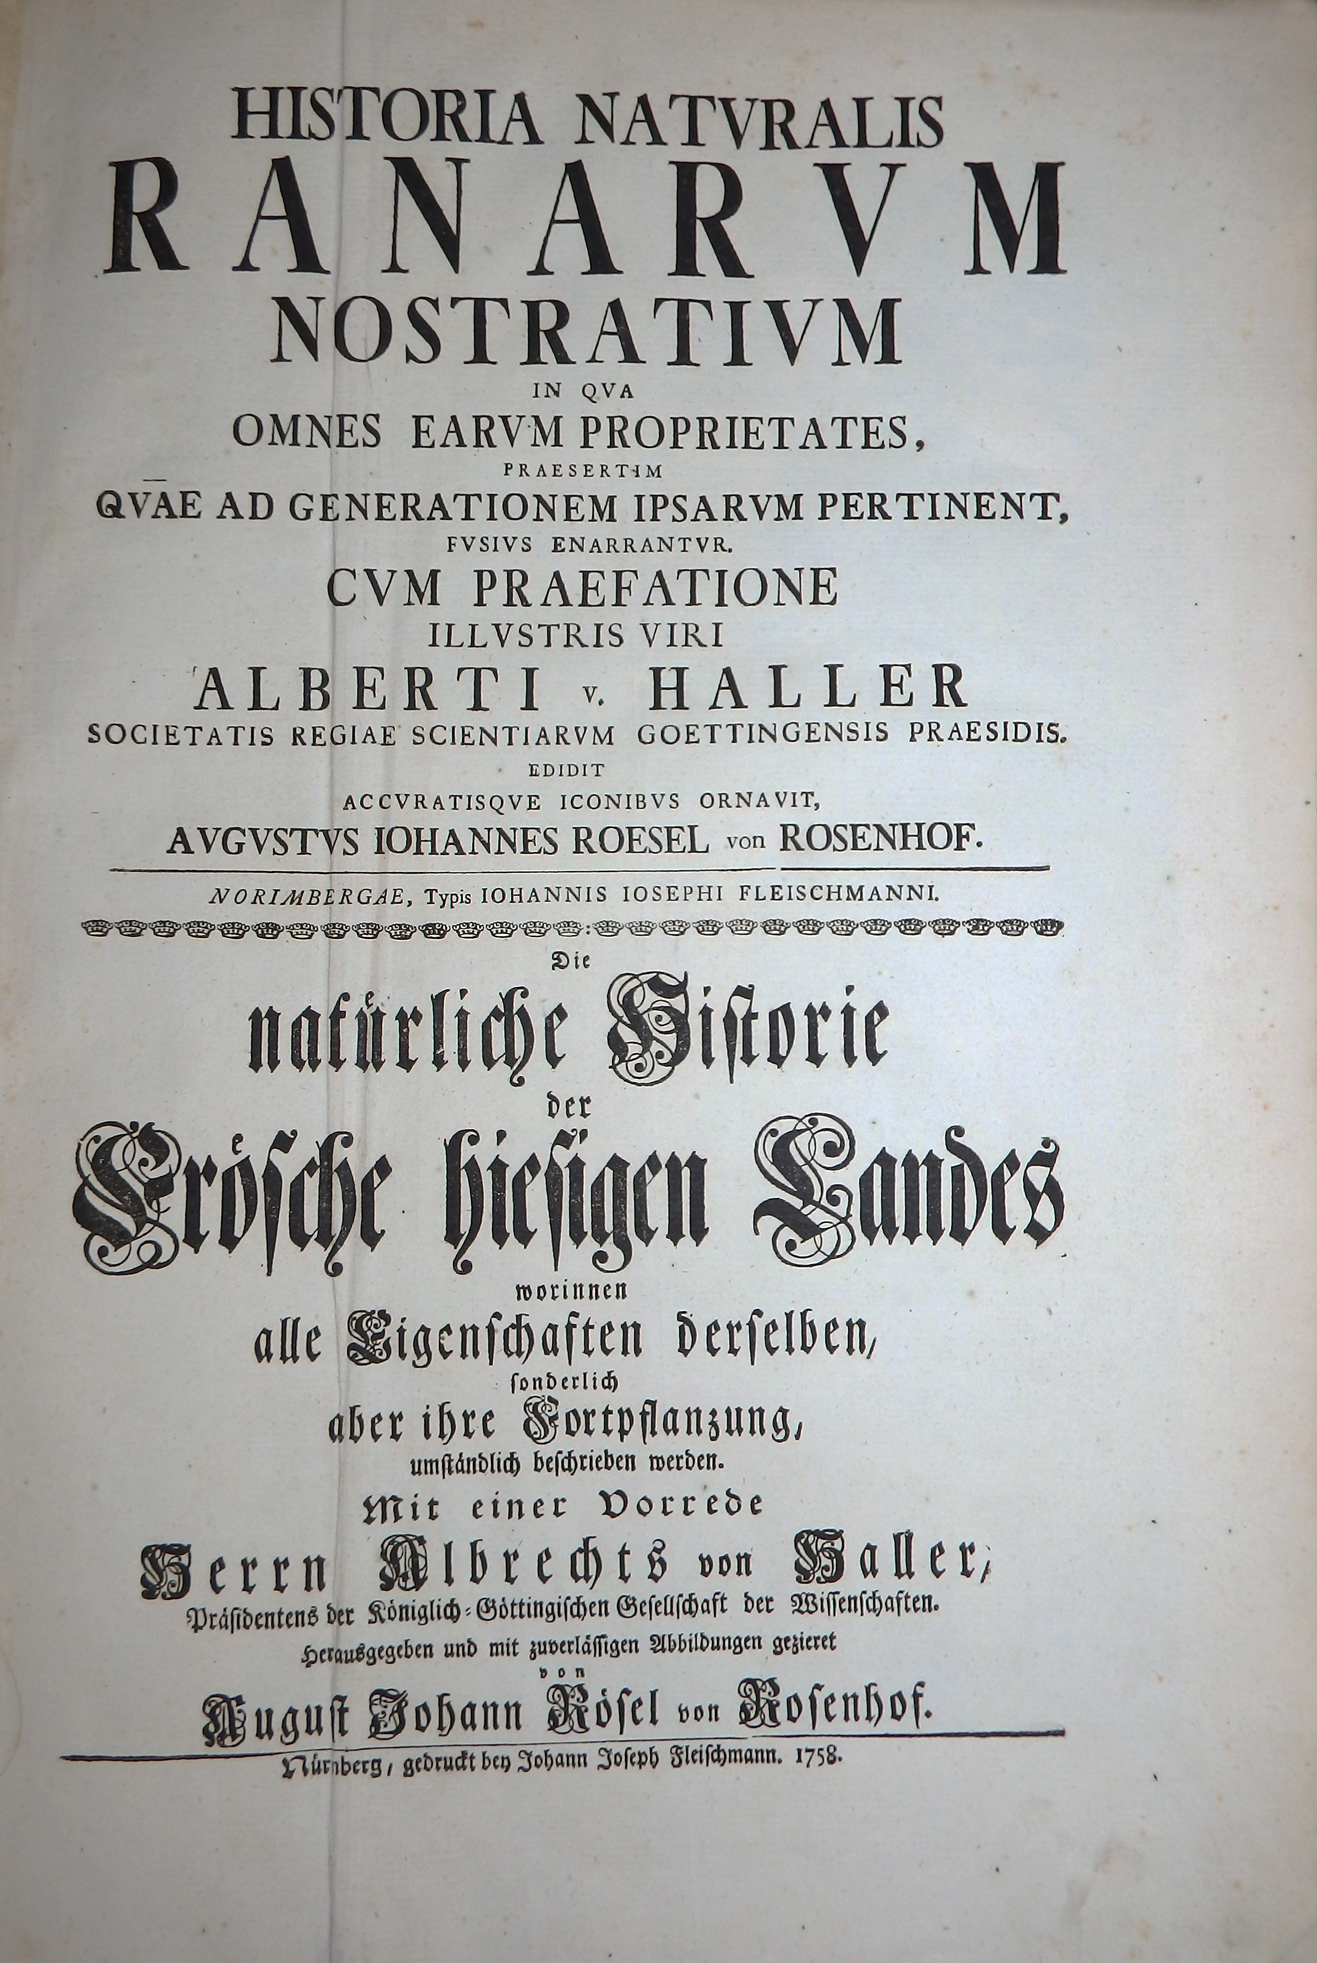 HISTORIA NATVRALIS
RANARVM
NOSTRATIVM
IN QVA
OMNES EARVM PROPRIETATES,
PRAESERTIM
QVAE AD GENERATIONEM IPSARVM PERTINENT,
FVSIVS ENARRANTVR.
CVM PRAEFATIONE
ILLVSTRIS VIRI
ALBERTI v. HALLER
SOCIETATIS REGIAE SCIENTIARVM GOETTINGENSIS PRAESIDIS.
EDIDIT
ACCVRATISQVE ICONIBVS ORNAVIT,
AVGVSTVS IOHANNES ROESEL von ROSENHOF.
NORIMBERGAE, Typis IOHANNIS IOSEPHI FLEISCHMANNI.
Die
natuͤrliche Hiſtorie
der
Froͤſche hieſigen Landes
worinnen
alle Eigenſchaften derſelben,
ſonderlich
aber ihre Fortpflanzung,
umſtändlich beſchrieben werden.
Mit einer Vorrede
Herrn Albrechts von Haller,
Präſidentens der Königlich-Göttingiſchen Geſellſchaft der Wiſſenſchaften.
Herausgegeben und mit zuverläſſigen Abbildungen gezieret
von
Auguſt Johann Röſel von Roſenhof.
Nürnberg, gedruckt bey Johann Joſeph Fleiſchmann. 1758.